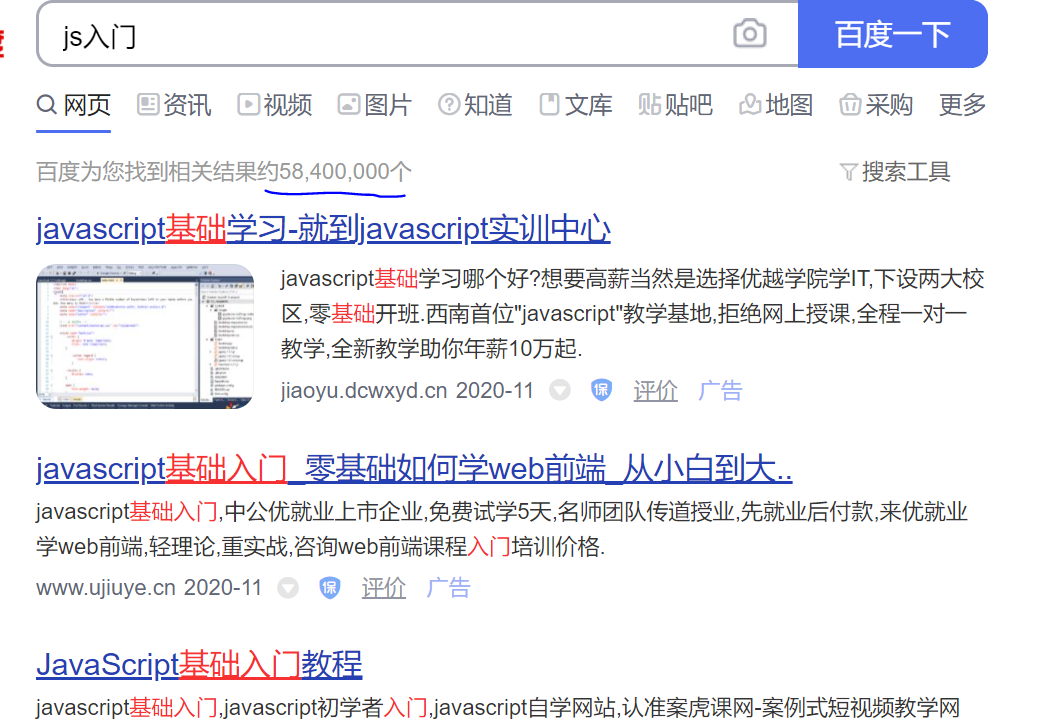 js入门
百度一下
网页 资讯 视频 图片 知道 文库 贴吧 地图 采购 更多
百度为您找到相关结果约58,400,000个 搜索工具
javascript基础学习-就到javascript实训中心
javascript基础学习哪个好?想要高薪当然是选择优越学院学IT,下设两大校
区,零基础开班.西南首位"javascript"教学基地,拒绝网上授课,全程一对一
教学,全新教学助你年薪10万起.
jiaoyu.dcwxyd.cn 2020-11 保 评价 广告
javascript基础入门_零基础如何学web前端_从小白到大..
javascript基础入门,中公优就业上市企业,免费试学5天,名师团队传道授业,先就业后付款,来优就业
学web前端,轻理论,重实战,咨询web前端课程入门培训价格.
www.ujiuye.cn 2020-11 保 评价 广告
JavaScript基础入门教程
javascript基础入门,javascript初学者入门,javascript自学网站,认准案虎课网-案例式短视频教学网